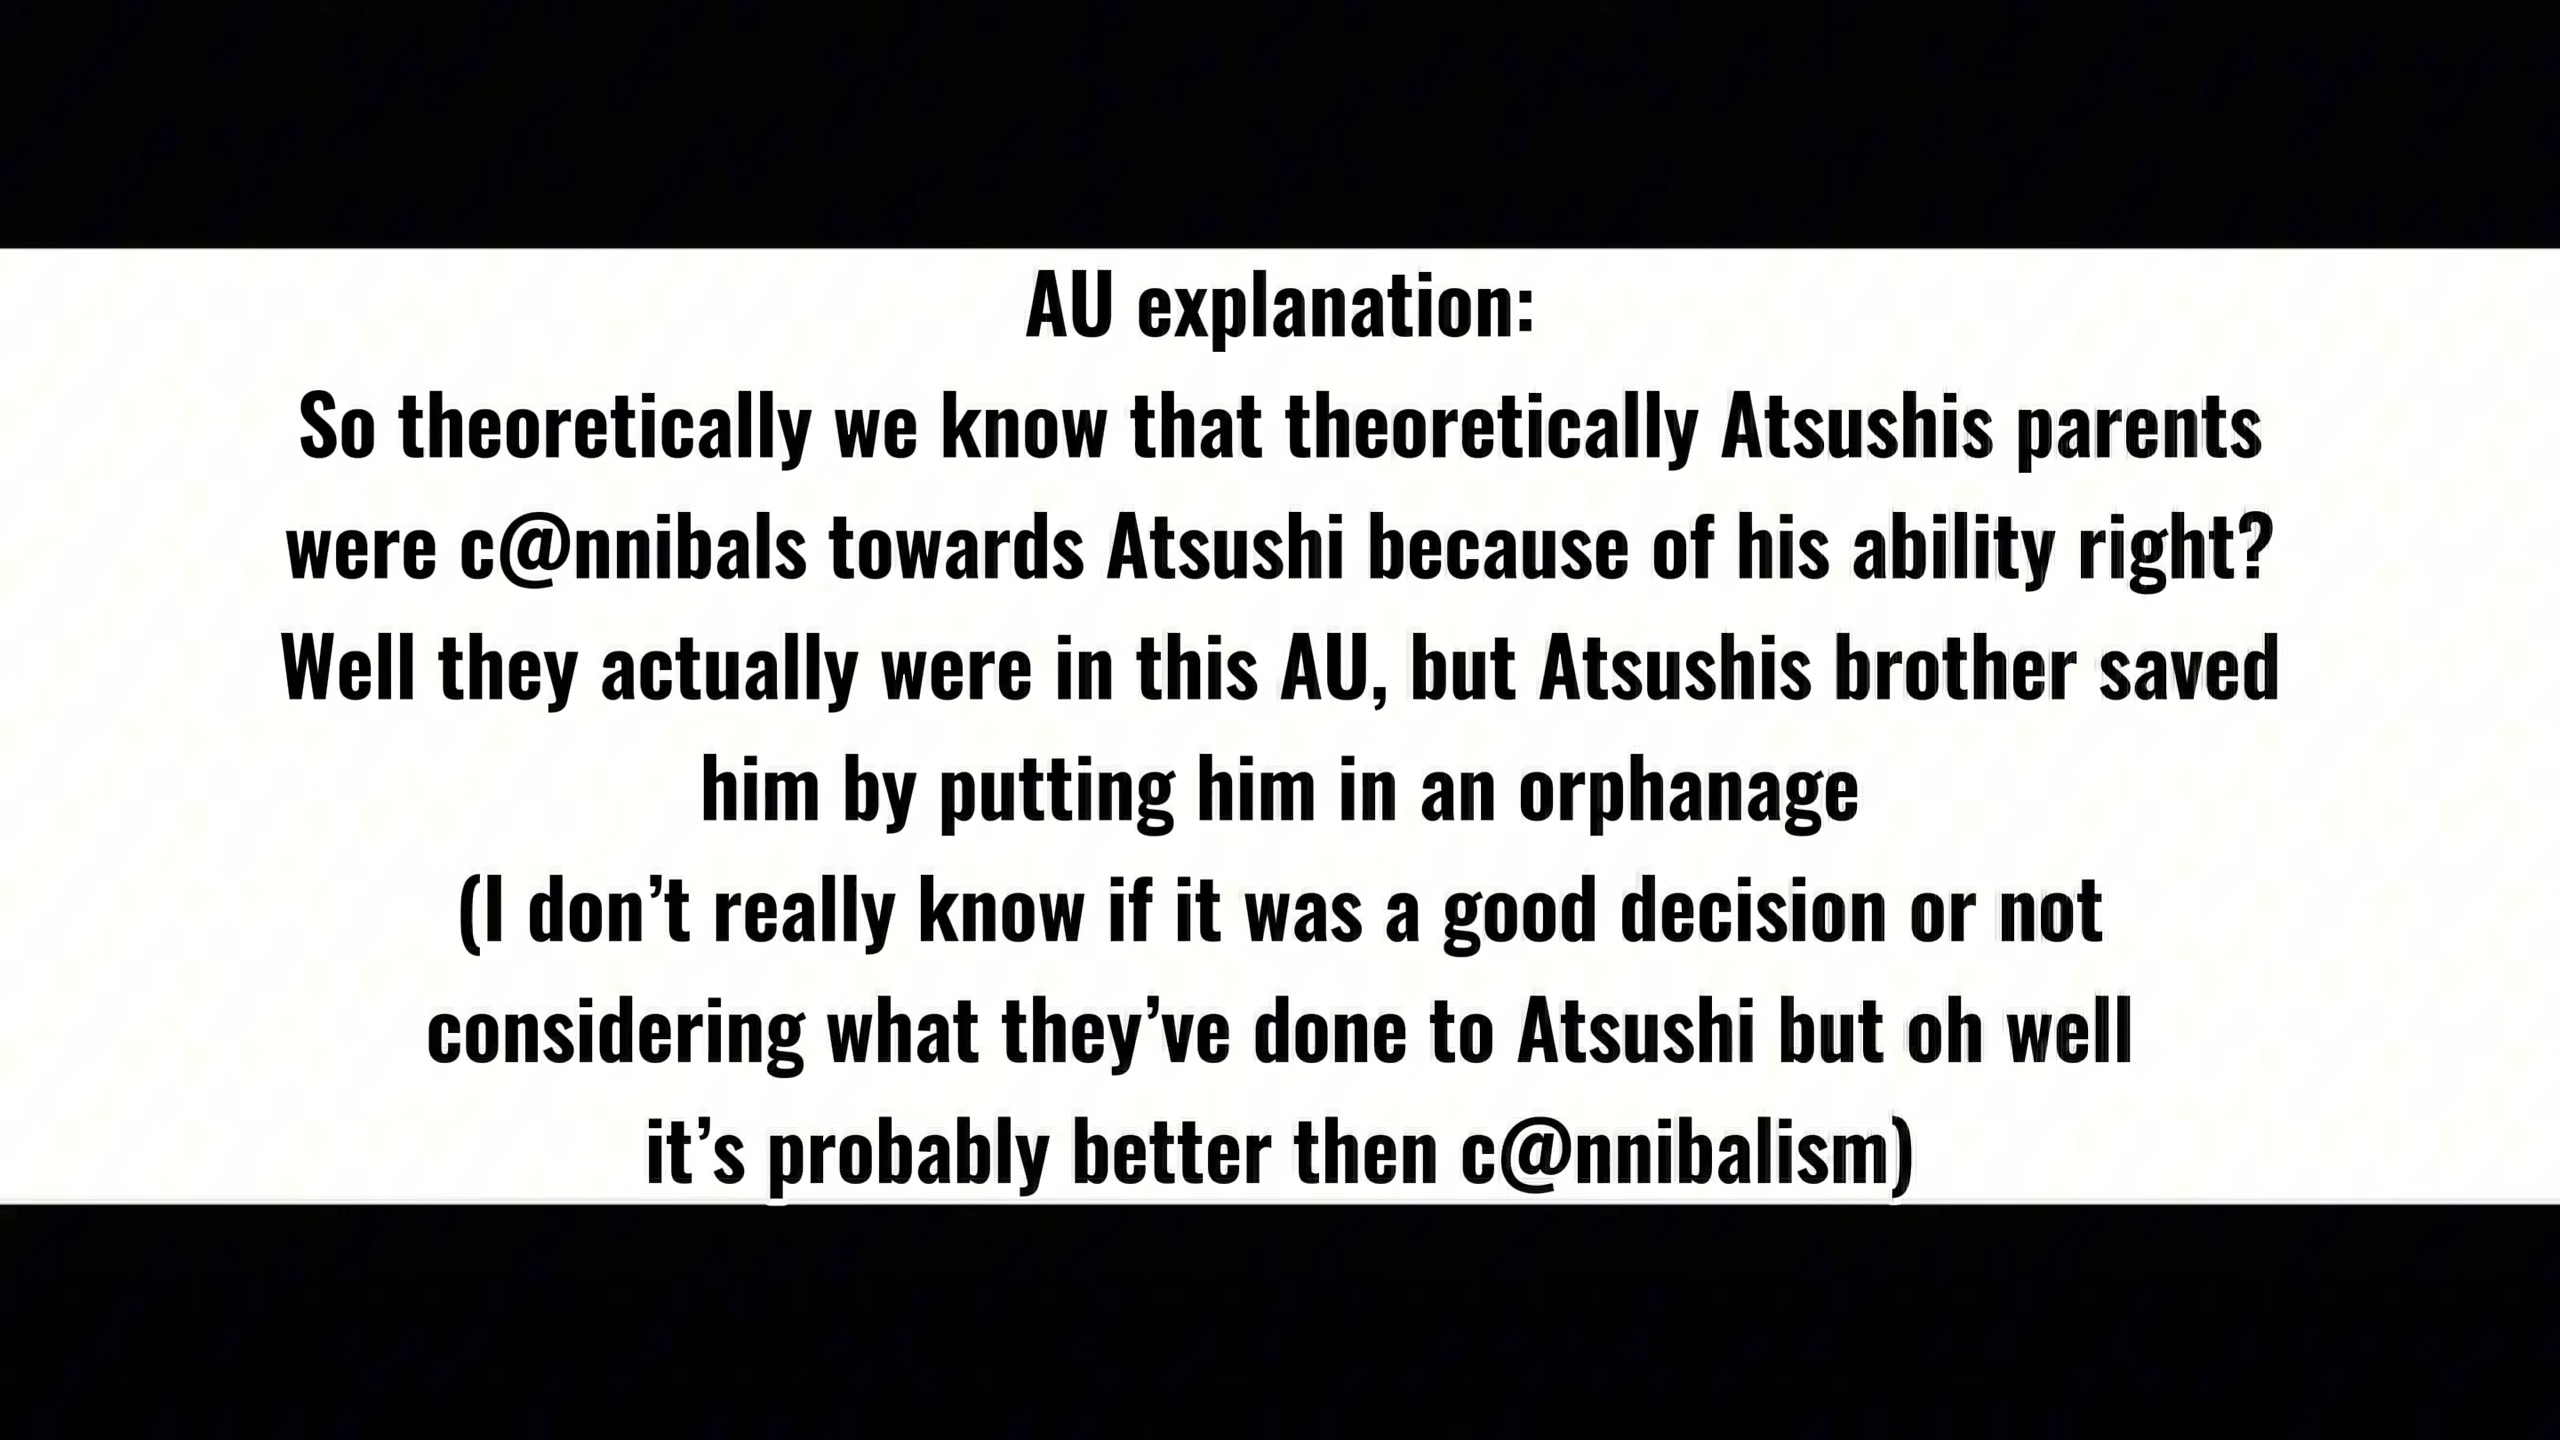 AU explanation:
So theoretically we know that theoretically Atsushis parents
were c@nnibals towards Atsushi because of his ability right?
Well they actually were in this AU, but Atsushis brother saved
him by putting him in an orphanage
(I don’t really know if it was a good decision or not
considering what they’ve done to Atsushi but oh well
it’s probably better then c@nnibalism)